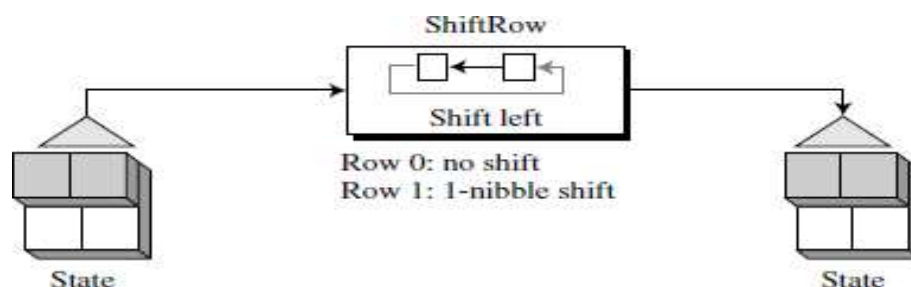 ShiftRow
Shift left
Row 0: no shift
Row 1: 1-nibble shift
State
State